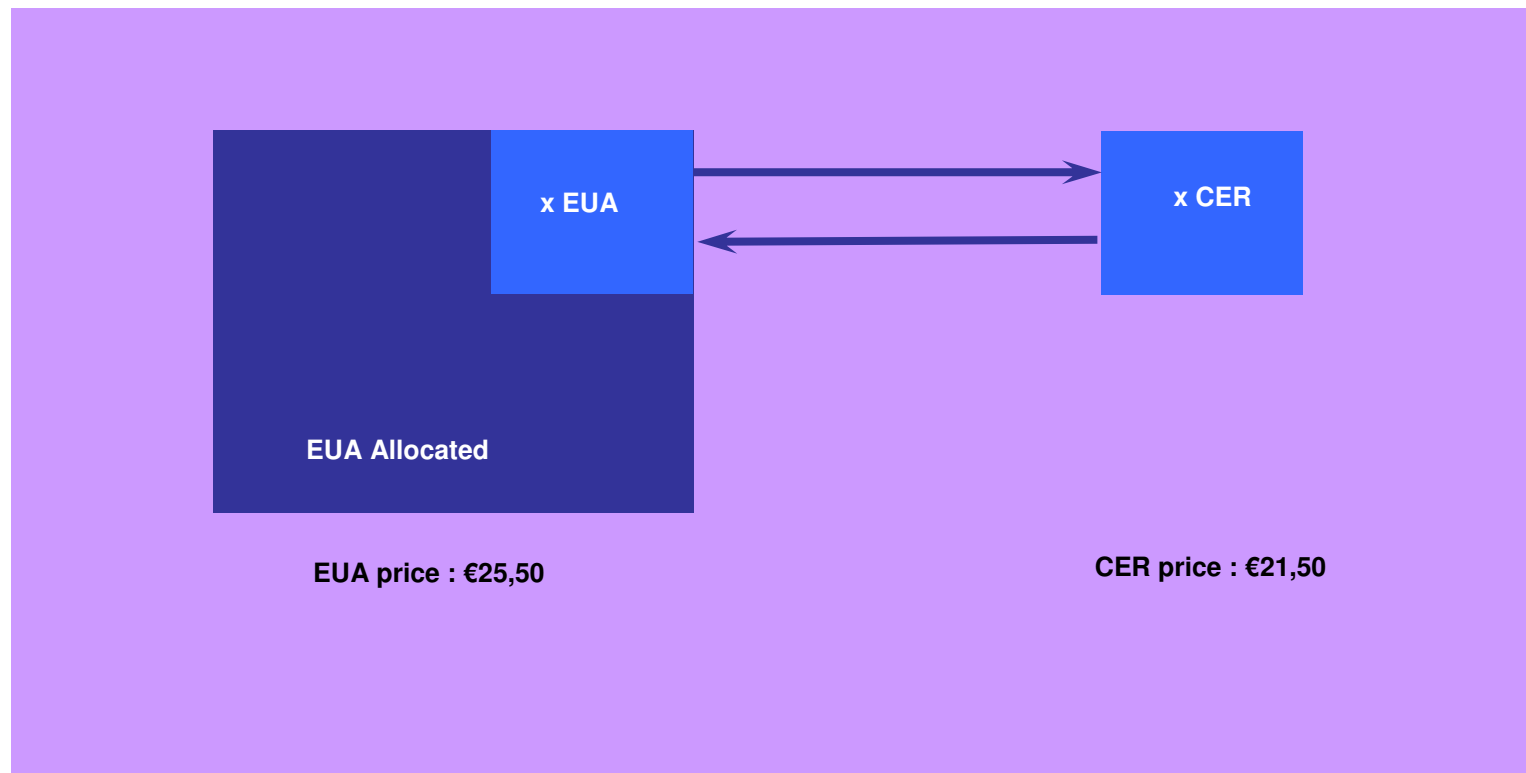 x EUA
x CER
EUA Allocated
EUA price : €25,50
CER price : €21,50